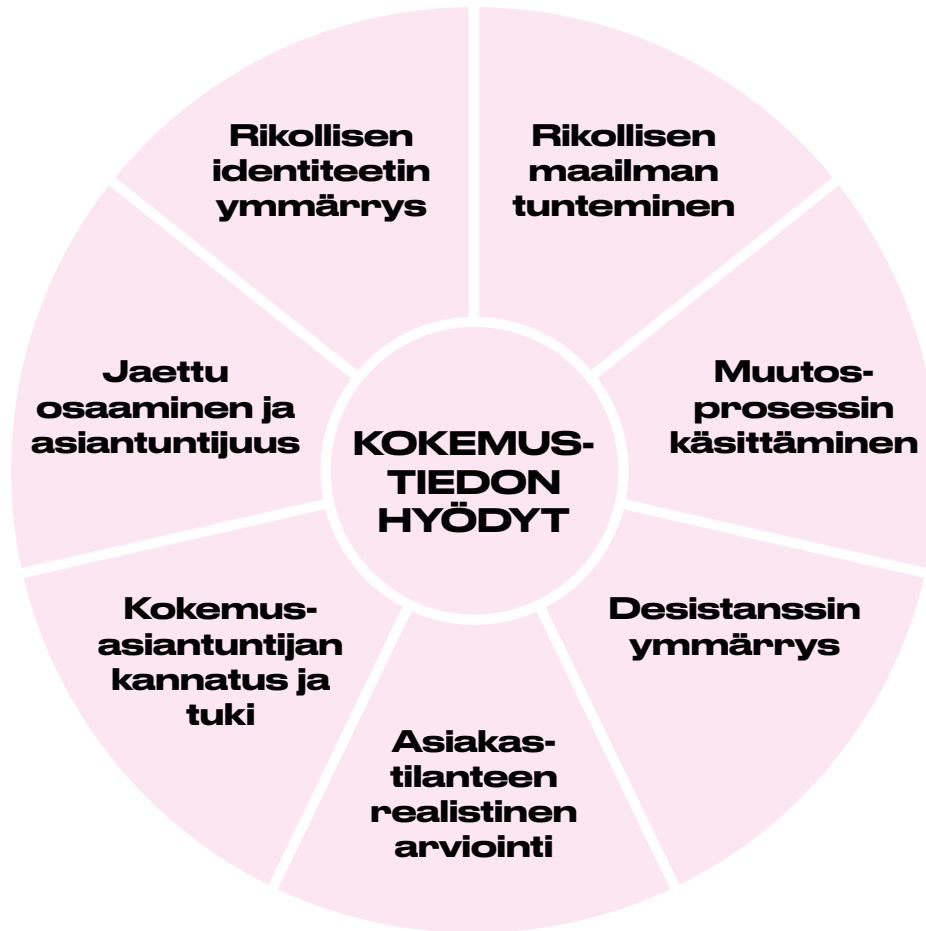 Rikollisen
identiteetin
ymmärrys
Rikollisen
maailman
tunteminen
Jaettu
osaaminen ja
asiantuntijuus
Muutos-
prosessin
käsittäminen
KOKEMUS-
TIEDON
HYÖDYT
Kokemus-
asiantuntijan
kannatus ja
tuki
Desistanssin
ymmärrys
Asiakas-
tilanteen
realistinen
arviointi